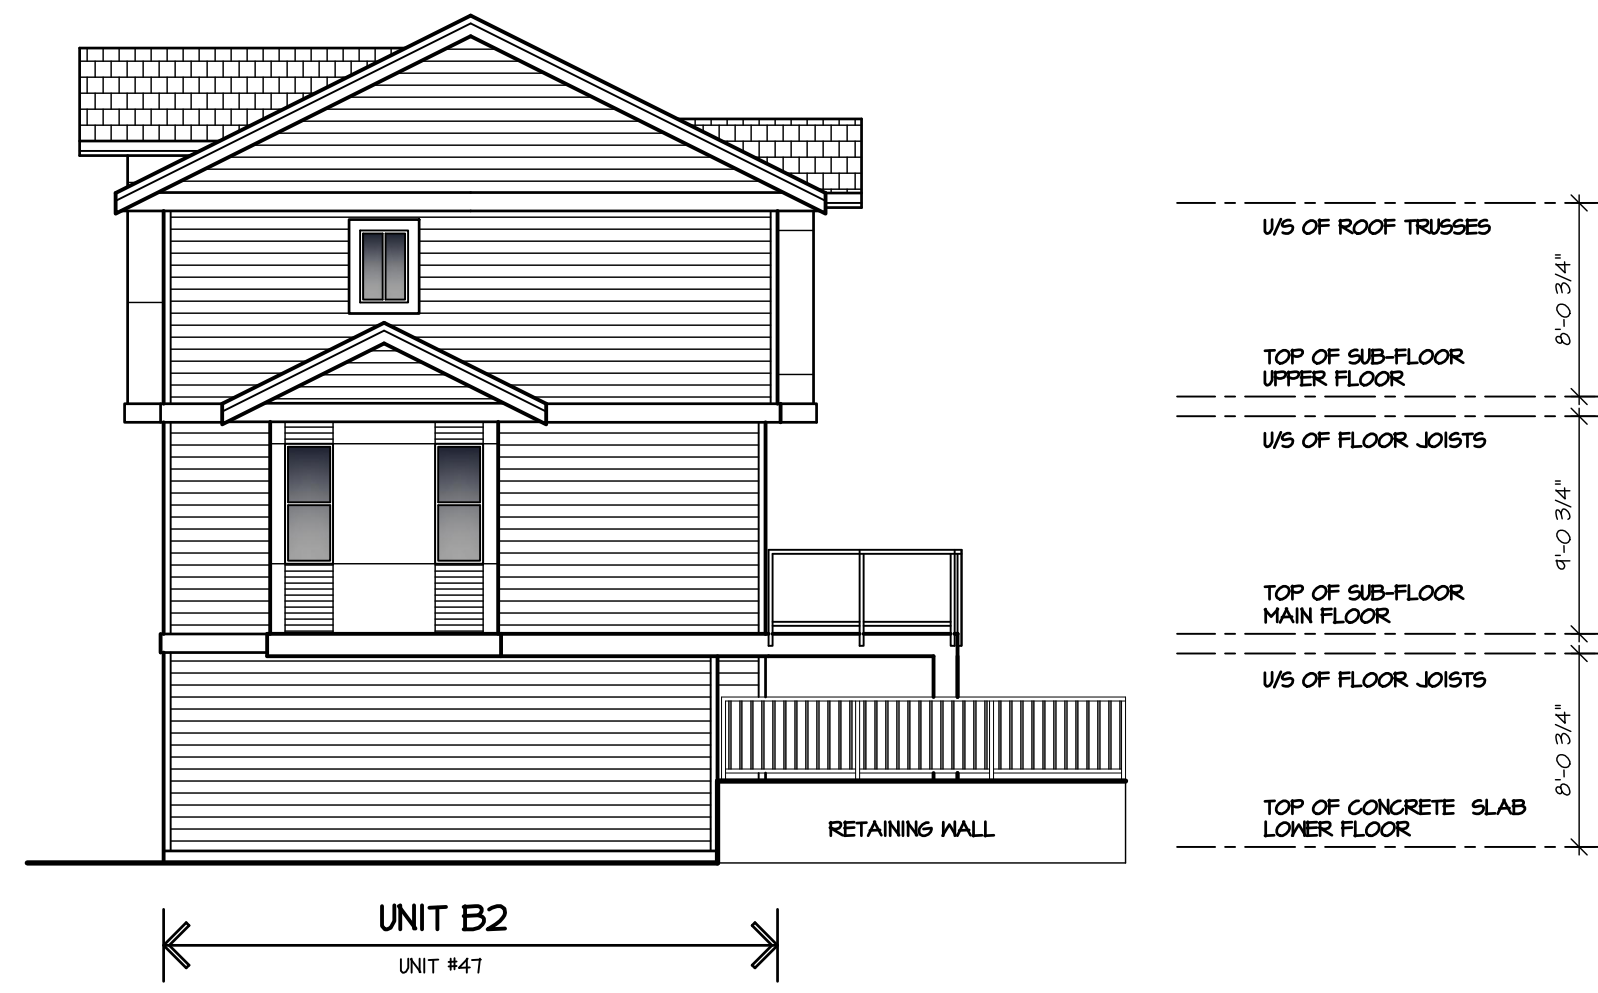 U/S OF ROOF TRUSSES
8'-0 3/4"
TOP OF SUB-FLOOR
UPPER FLOOR
U/S OF FLOOR JOISTS
9'-0 3/4"
TOP OF SUB-FLOOR
MAIN FLOOR
U/S OF FLOOR JOISTS
8'-0 3/4"
TOP OF CONCRETE SLAB
LOWER FLOOR
RETAINING WALL
UNIT B2
UNIT #47